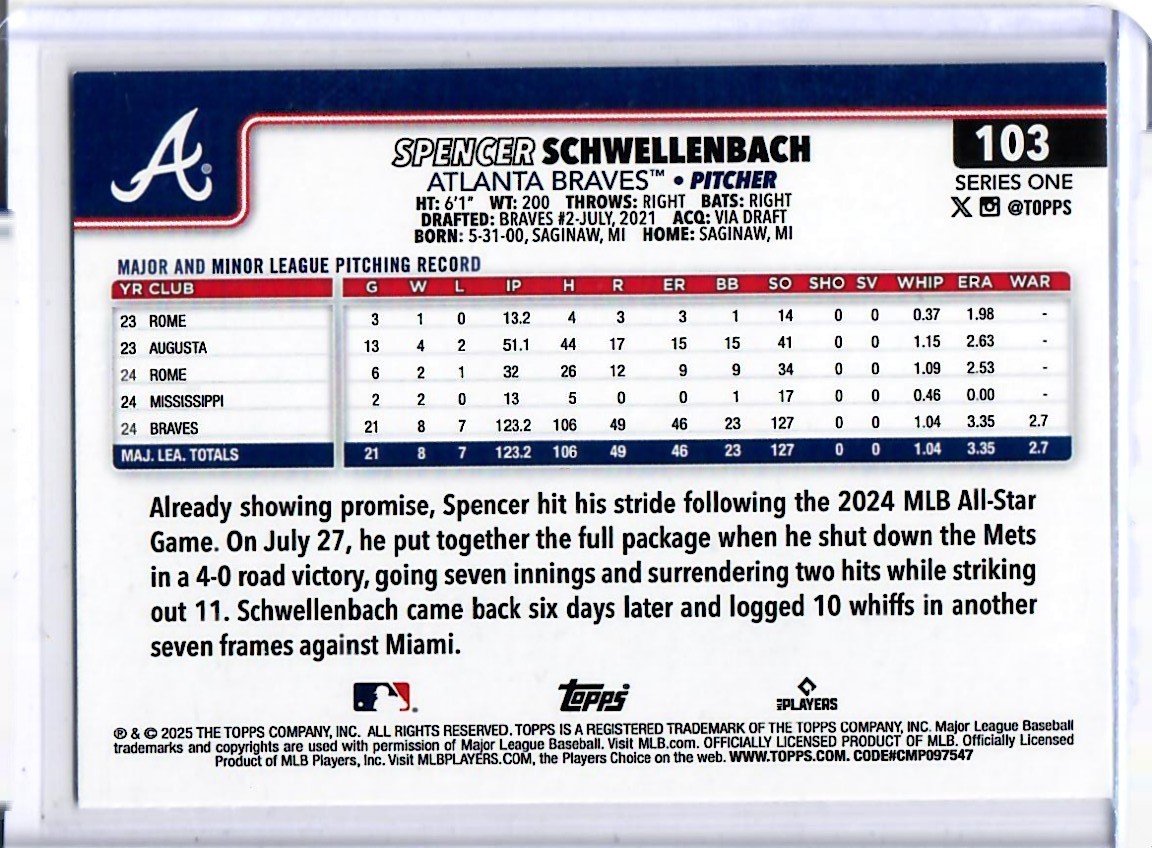 A
103
SPENCER SCHWELLENBACH
ATLANTA BRAVES™ • PITCHER
SERIES ONE
HT: 6'1" WT: 200 THROWS: RIGHT BATS: RIGHT
X @TOPPS
DRAFTED: BRAVES #2-JULY, 2021 ACQ: VIA DRAFT
BORN: 5-31-00, SAGINAW, MI HOME: SAGINAW, MI
MAJOR AND MINOR LEAGUE PITCHING RECORD
YR CLUB G W L IP H R ER BB SO SHO SV WHIP ERA WAR
23 ROME 3 1 0 13.2 4 3 3 1 14 0 0 0.37 1.98 -
23 AUGUSTA 13 4 2 51.1 44 17 15 15 41 0 0 1.15 2.63 -
24 ROME 6 2 1 32 26 12 9 9 34 0 0 1.09 2.53 -
24 MISSISSIPPI 2 2 0 13 5 0 0 1 17 0 0 0.46 0.00 -
24 BRAVES 21 8 7 123.2 106 49 46 23 127 0 0 1.04 3.35 2.7
MAJ. LEA. TOTALS 21 8 7 123.2 106 49 46 23 127 0 0 1.04 3.35 2.7
Already showing promise, Spencer hit his stride following the 2024 MLB All-Star
Game. On July 27, he put together the full package when he shut down the Mets
in a 4-0 road victory, going seven innings and surrendering two hits while striking
out 11. Schwellenbach came back six days later and logged 10 whiffs in another
seven frames against Miami.
Topps
MLB PLAYERS
® & © 2025 THE TOPPS COMPANY, INC. ALL RIGHTS RESERVED. TOPPS IS A REGISTERED TRADEMARK OF THE TOPPS COMPANY, INC. Major League Baseball
trademarks and copyrights are used with permission of Major League Baseball. Visit MLB.com. OFFICIALLY LICENSED PRODUCT OF MLB. Officially Licensed
Product of MLB Players, Inc. Visit MLBPLAYERS.COM, the Players Choice on the web. WWW.TOPPS.COM. CODE#CMP097547